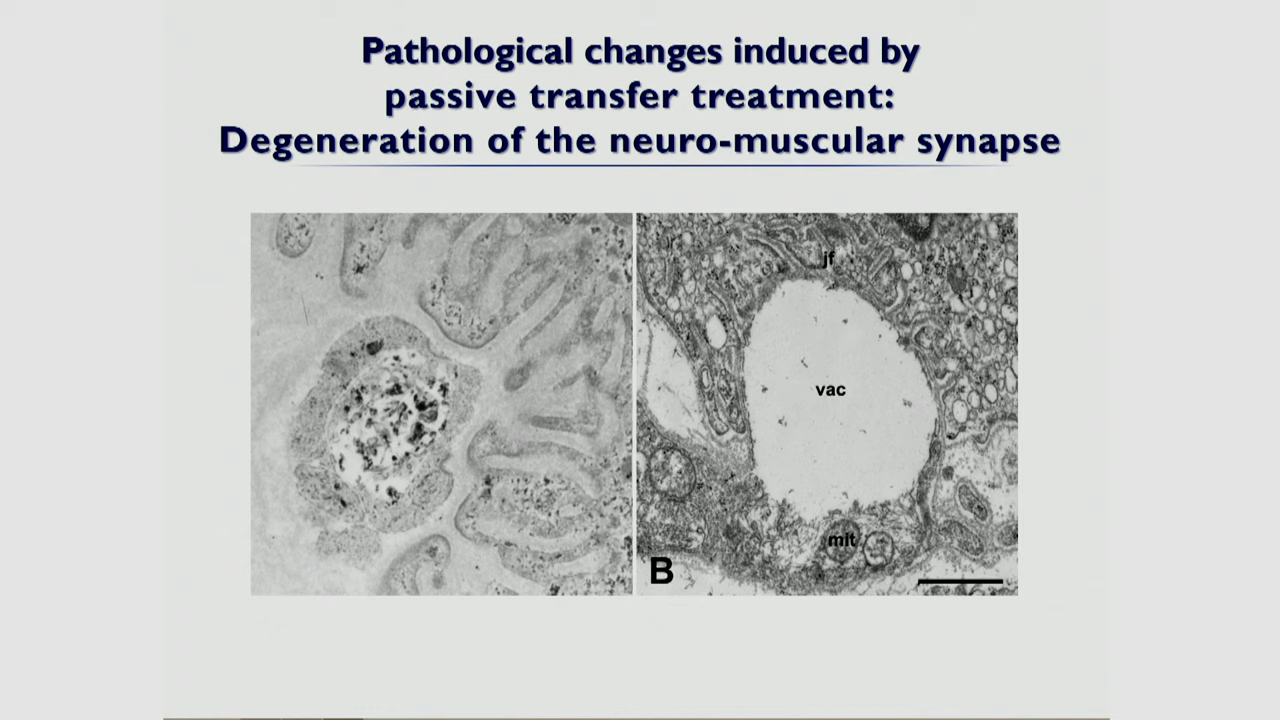 Pathological changes induced by
passive transfer treatment:
Degeneration of the neuro-muscular synapse
jf
vac
mit
B